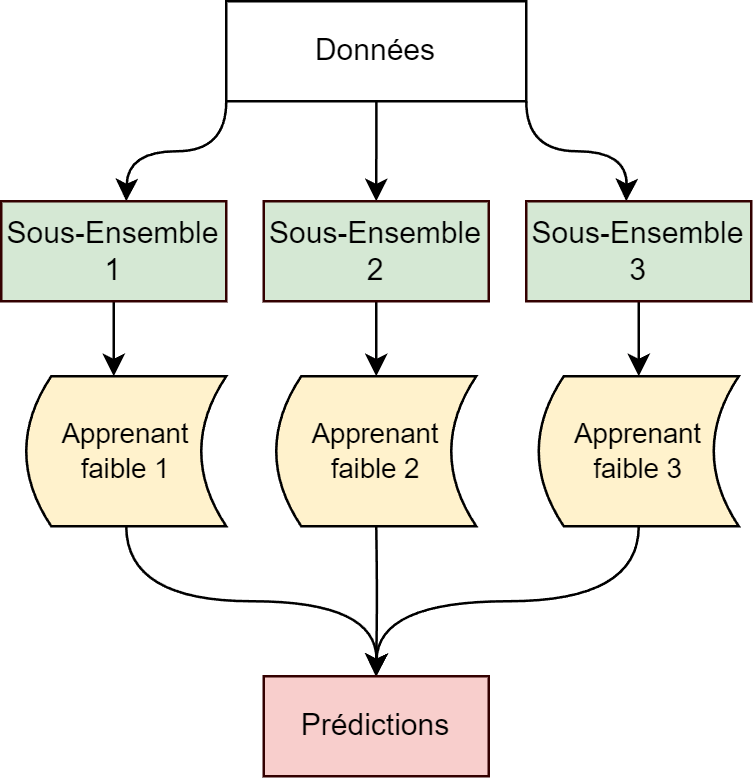 Données
Sous-Ensemble
1
Sous-Ensemble
2
Sous-Ensemble
3
Apprenant
faible 1
Apprenant
faible 2
Apprenant
faible 3
Prédictions